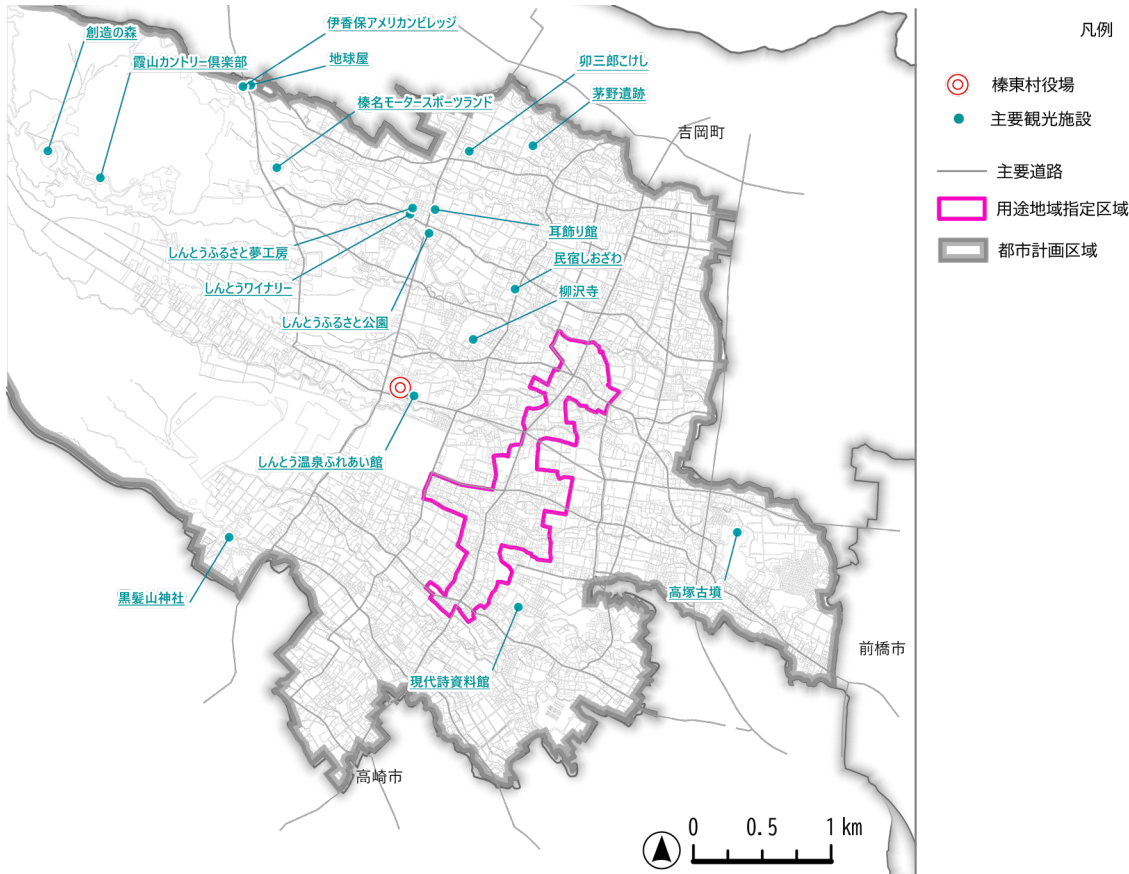 創造の森
伊香保アメリカンビレッジ
霞山カントリー倶楽部
地球屋
卯三郎こけし
榛名モータースポーツランド
茅野遺跡
吉岡町
耳飾り館
しんとうふるさと夢工房
民宿しおざわ
しんとうワイナリー
柳沢寺
しんとうふるさと公園
しんとう温泉ふれあい館
黒髪山神社
高塚古墳
前橋市
現代詩資料館
高崎市
0 0.5 1 km
凡例
榛東村役場
主要観光施設
主要道路
用途地域指定区域
都市計画区域